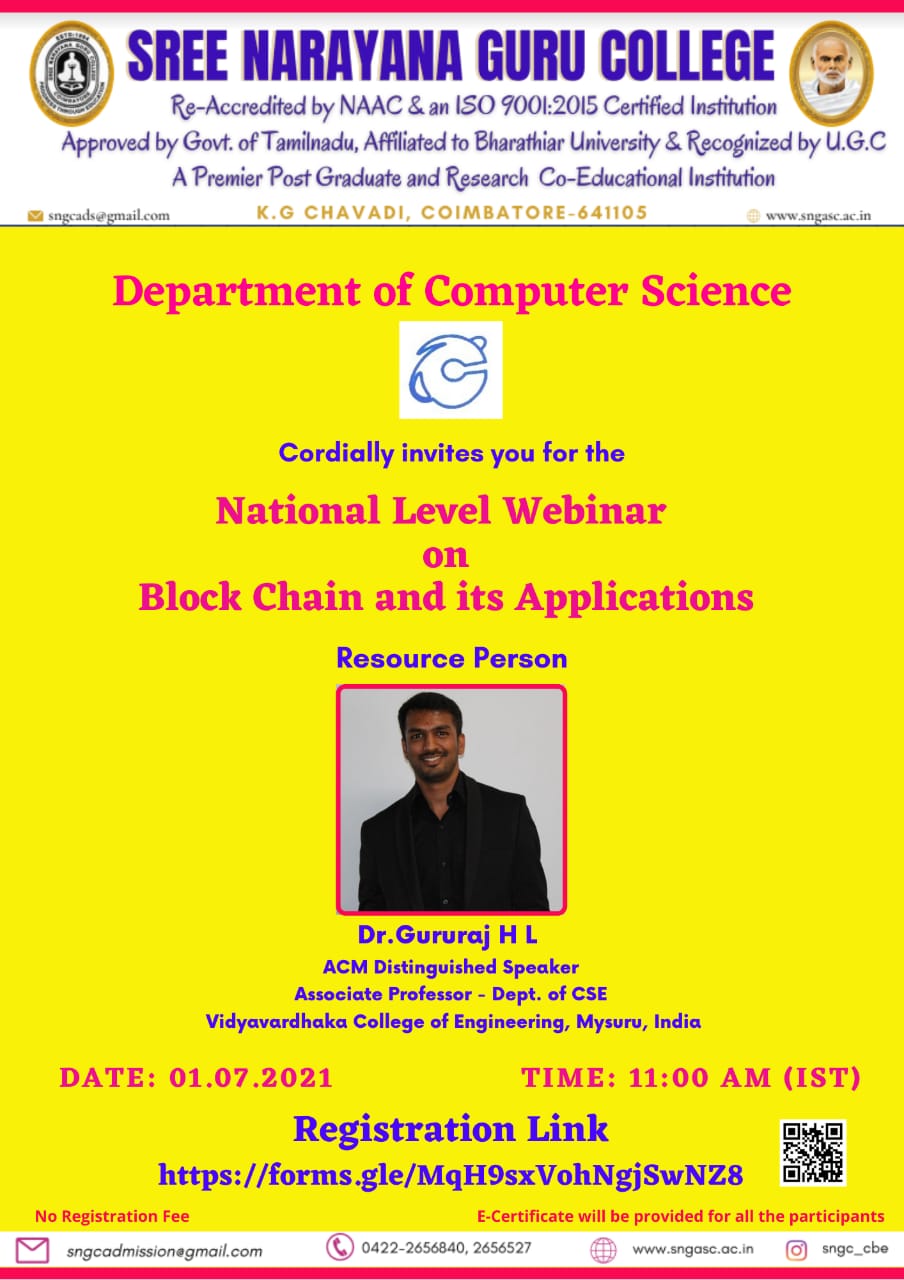 SREE NARAYANA GURU COLLEGE
Re-Accredited by NAAC & an ISO 9001:2015 Certified Institution
Approved by Govt. of Tamilnadu, Affiliated to Bharathiar University & Recognized by U.G.C
A Premier Post Graduate and Research Co-Educational Institution
sngcads@gmail.com K.G CHAVADI, COIMBATORE-641105 www.sngasc.ac.in
Department of Computer Science
Cordially invites you for the
National Level Webinar
on
Block Chain and its Applications
Resource Person
Dr.Gururaj H L
ACM Distinguished Speaker
Associate Professor - Dept. of CSE
Vidyavardhaka College of Engineering, Mysuru, India
DATE: 01.07.2021 TIME: 11:00 AM (IST)
Registration Link
https://forms.gle/MqH9sxVohNgjSwNZ8
No Registration Fee E-Certificate will be provided for all the participants
sngcadmission@gmail.com 0422-2656840, 2656527 www.sngasc.ac.in sngc_cbe